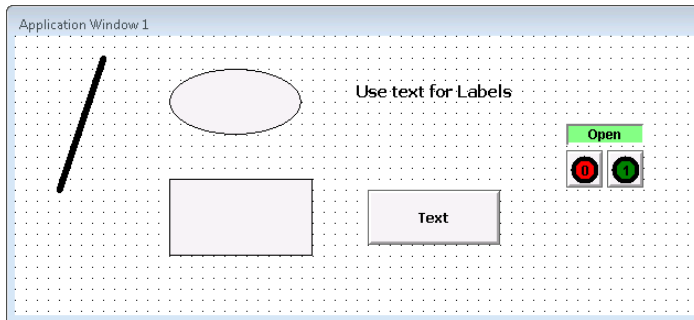 Application Window 1
Use text for Labels
Open
0 1
Text